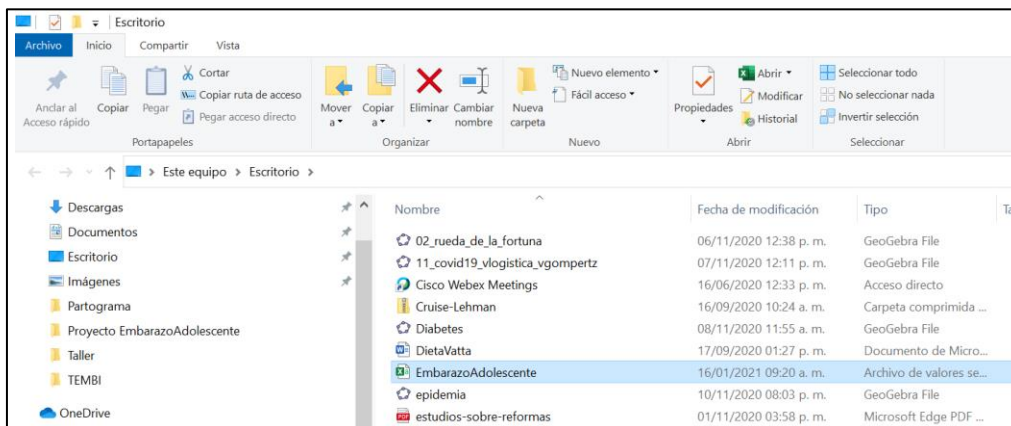 Escritorio
Archivo Inicio Compartir Vista
Anclar al Acceso rápido
Copiar
Pegar
Cortar
Copiar ruta de acceso
Pegar acceso directo
Portapapeles
Mover a
Copiar a
Eliminar
Cambiar nombre
Organizar
Nueva carpeta
Nuevo elemento
Fácil acceso
Nuevo
Propiedades
Abrir
Modificar
Historial
Abrir
Seleccionar todo
No seleccionar nada
Invertir selección
Seleccionar
Este equipo > Escritorio >
Descargas
Documentos
Escritorio
Imágenes
Partograma
Proyecto EmbarazoAdolescente
Taller
TEMBI
OneDrive
Nombre Fecha de modificación Tipo Ta
02_rueda_de_la_fortuna 06/11/2020 12:38 p. m. GeoGebra File
11_covid19_vlogistica_vgompertz 07/11/2020 12:11 p. m. GeoGebra File
Cisco Webex Meetings 16/06/2020 12:33 p. m. Acceso directo
Cruise-Lehman 16/09/2020 10:24 a. m. Carpeta comprimida ...
Diabetes 08/11/2020 11:55 a. m. GeoGebra File
DietaVatta 17/09/2020 01:27 p. m. Documento de Micro...
EmbarazoAdolescente 16/01/2021 09:20 a. m. Archivo de valores se...
epidemia 10/11/2020 08:03 p. m. GeoGebra File
estudios-sobre-reformas 01/11/2020 03:58 p. m. Microsoft Edge PDF ...